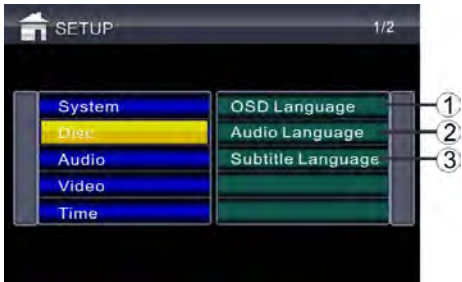 SETUP 1/2
System OSD Language 1
Disc Audio Language 2
Audio Subtitle Language 3
Video
Time